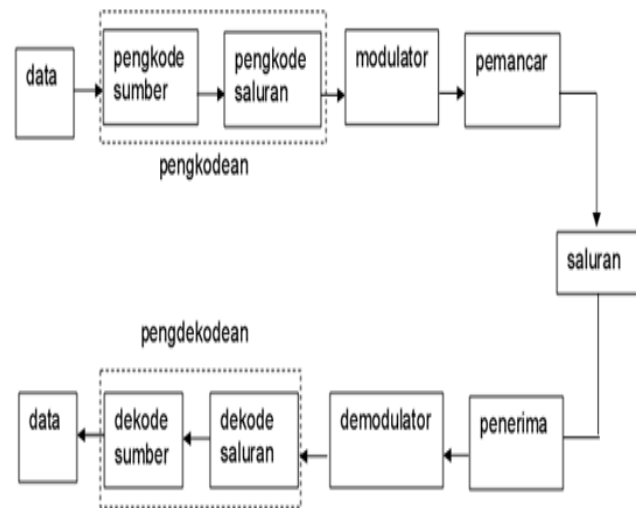 data
pengkode
sumber
pengkode
saluran
modulator
pemancar
pengkodean
saluran
pengdekodean
data
dekode
sumber
dekode
saluran
demodulator
penerima